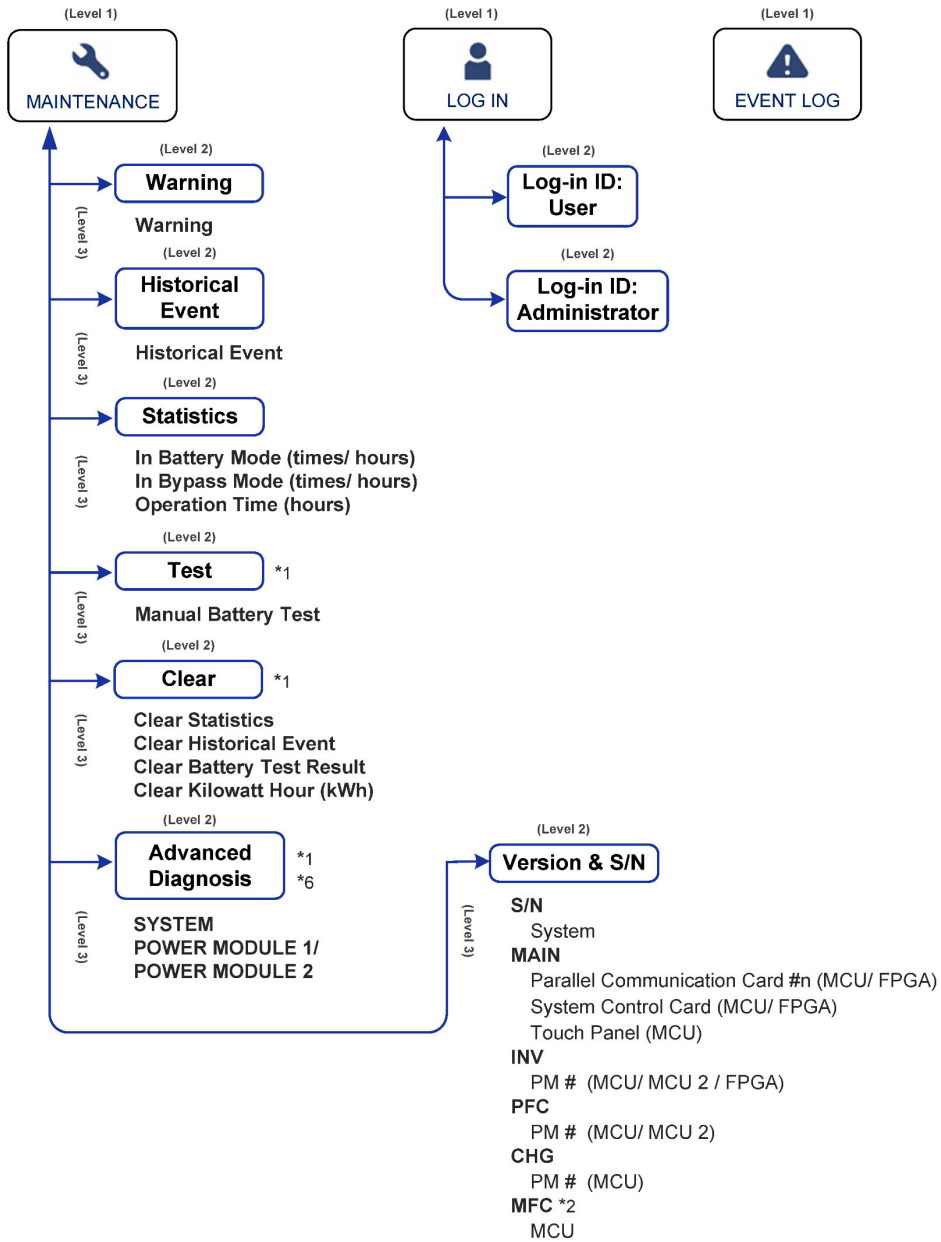 (Level 1)
MAINTENANCE
(Level 2)
Warning
(Level 3)
Warning
(Level 2)
Historical
Event
(Level 3)
Historical Event
(Level 2)
Statistics
(Level 3)
In Battery Mode (times/ hours)
In Bypass Mode (times/ hours)
Operation Time (hours)
(Level 2)
Test
*1
(Level 3)
Manual Battery Test
(Level 2)
Clear
*1
(Level 3)
Clear Statistics
Clear Historical Event
Clear Battery Test Result
Clear Kilowatt Hour (kWh)
(Level 2)
Advanced
Diagnosis
*1
*6
(Level 3)
SYSTEM
POWER MODULE 1/
POWER MODULE 2
(Level 2)
Version & S/N
(Level 3)
S/N
System
MAIN
Parallel Communication Card #n (MCU/ FPGA)
System Control Card (MCU/ FPGA)
Touch Panel (MCU)
INV
PM # (MCU/ MCU 2 / FPGA)
PFC
PM # (MCU/ MCU 2)
CHG
PM # (MCU)
MFC *2
MCU
(Level 1)
LOG IN
(Level 2)
Log-in ID:
User
(Level 2)
Log-in ID:
Administrator
(Level 1)
EVENT LOG